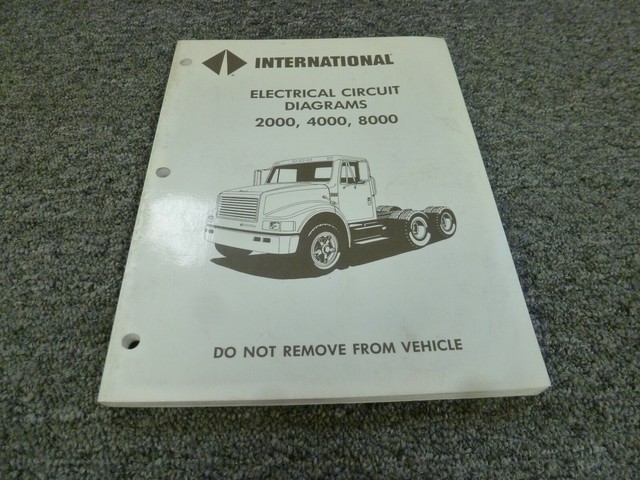 INTERNATIONAL
ELECTRICAL CIRCUIT
DIAGRAMS
2000, 4000, 8000
DO NOT REMOVE FROM VEHICLE